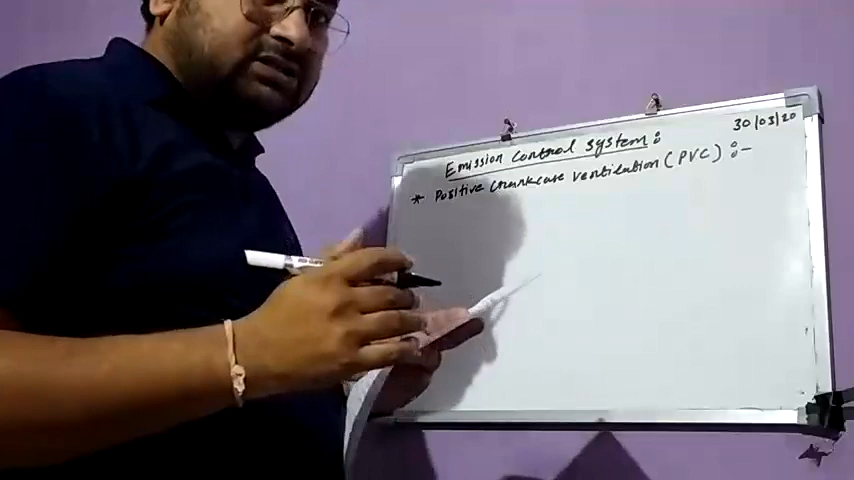 30/03/20
Emission Control System:
* Positive Crankcase Ventilation (PVC) :-